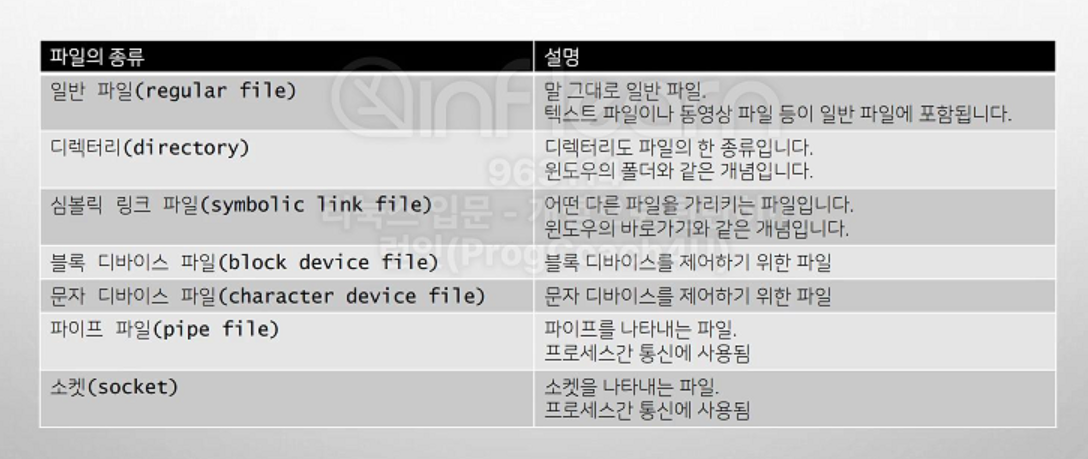 파일의 종류
설명
일반 파일(regular file)
말 그대로 일반 파일.
텍스트 파일이나 동영상 파일 등이 일반 파일에 포함됩니다.
디렉터리(directory)
디렉터리도 파일의 한 종류입니다.
윈도우의 폴더와 같은 개념입니다.
심볼릭 링크 파일(symbolic link file)
어떤 다른 파일을 가리키는 파일입니다.
윈도우의 바로가기와 같은 개념입니다.
블록 디바이스 파일(block device file)
블록 디바이스를 제어하기 위한 파일
문자 디바이스 파일(character device file)
문자 디바이스를 제어하기 위한 파일
파이프 파일(pipe file)
파이프를 나타내는 파일.
프로세스간 통신에 사용됨
소켓(socket)
소켓을 나타내는 파일.
프로세스간 통신에 사용됨
inflearn
(ProgCoach4U)